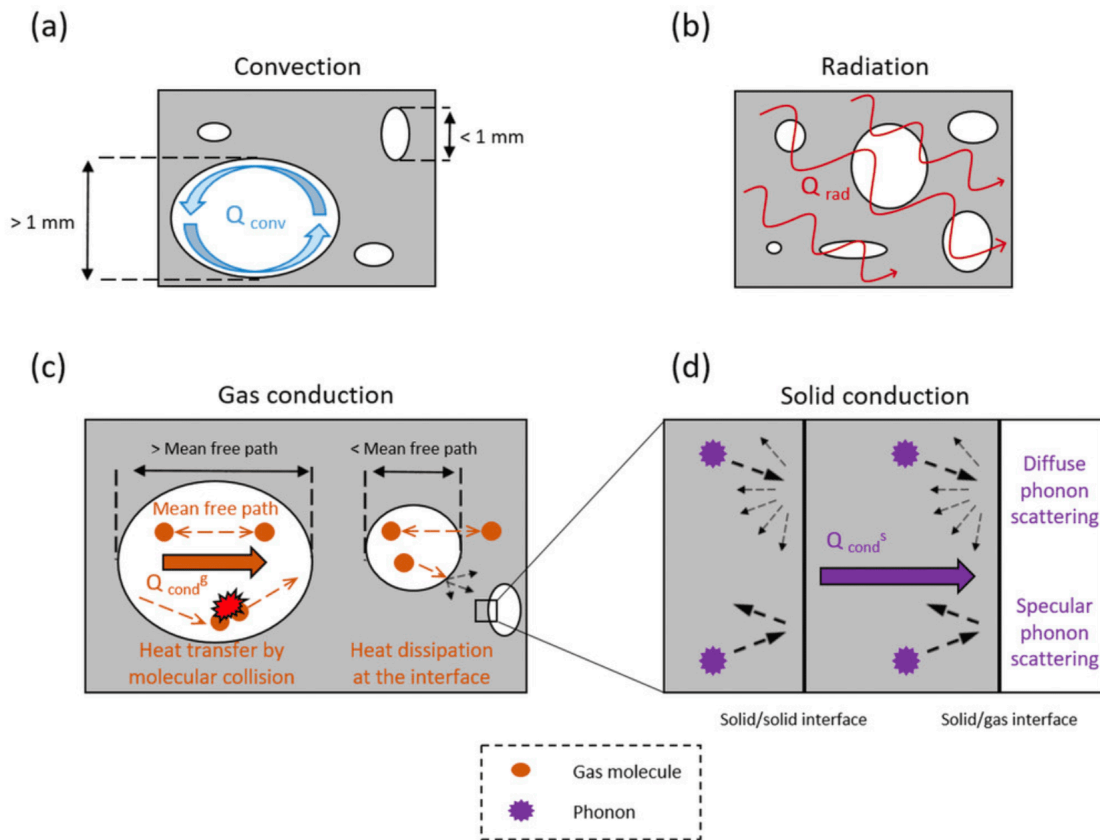 (a)
Convection
< 1 mm
> 1 mm
Q conv
(b)
Radiation
Q rad
(c)
Gas conduction
> Mean free path
< Mean free path
Mean free path
Q cond g
Heat transfer by
molecular collision
Heat dissipation
at the interface
(d)
Solid conduction
Diffuse
phonon
scattering
Q cond s
Specular
phonon
scattering
Solid/solid interface
Solid/gas interface
Gas molecule
Phonon